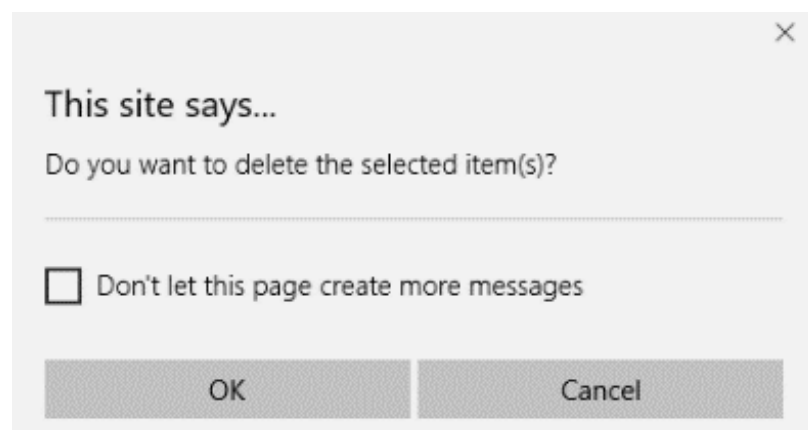 This site says...
Do you want to delete the selected item(s)?
Don't let this page create more messages
OK
Cancel